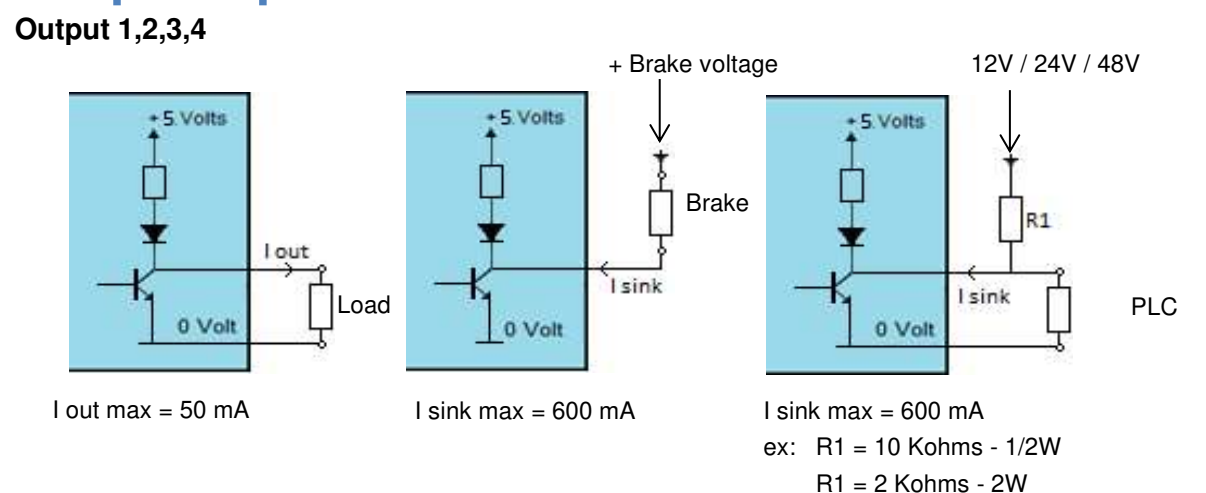 Output 1,2,3,4
+ Brake voltage
12V / 24V / 48V
+5.Volts
+5.Volts
+5.Volts
Brake
R1
I out
I sink
I sink
Load
PLC
0 Volt
0 Volt
0 Volt
I out max = 50 mA
I sink max = 600 mA
I sink max = 600 mA
ex: R1 = 10 Kohms - 1/2W
R1 = 2 Kohms - 2W